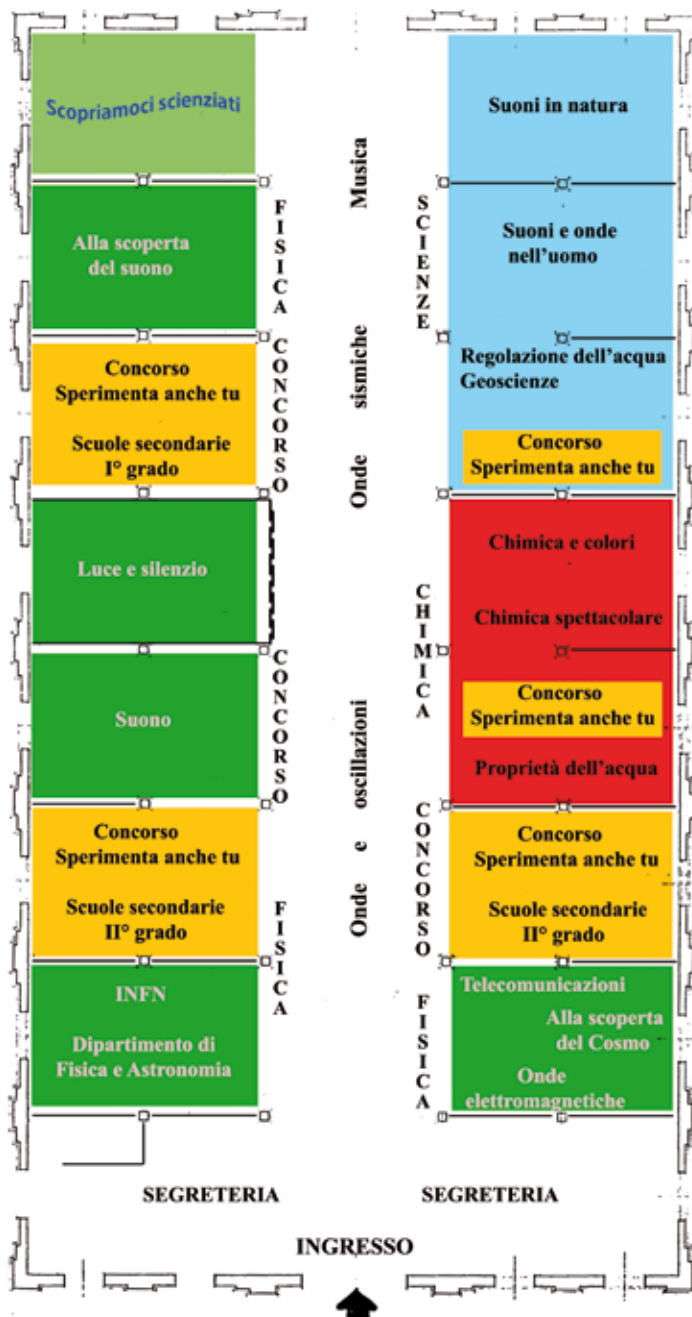 Scopriamoci scienziati
Alla scoperta
del suono
Concorso
Sperimenta anche tu
Scuole secondarie
I° grado
Luce e silenzio
Suono
Concorso
Sperimenta anche tu
Scuole secondarie
II° grado
INFN
Dipartimento di
Fisica e Astronomia
FISICA
CONCORSO
CONCORSO
FISICA
Musica
Onde sismiche
Onde e oscillazioni
SCIENZE
CHIMICA
CONCORSO
FISICA
Suoni in natura
Suoni e onde
nell'uomo
Regolazione dell'acqua
Geoscienze
Concorso
Sperimenta anche tu
Chimica e colori
Chimica spettacolare
Concorso
Sperimenta anche tu
Proprietà dell'acqua
Concorso
Sperimenta anche tu
Scuole secondarie
II° grado
Telecomunicazioni
Alla scoperta
del Cosmo
Onde
elettromagnetiche
SEGRETERIA
SEGRETERIA
INGRESSO